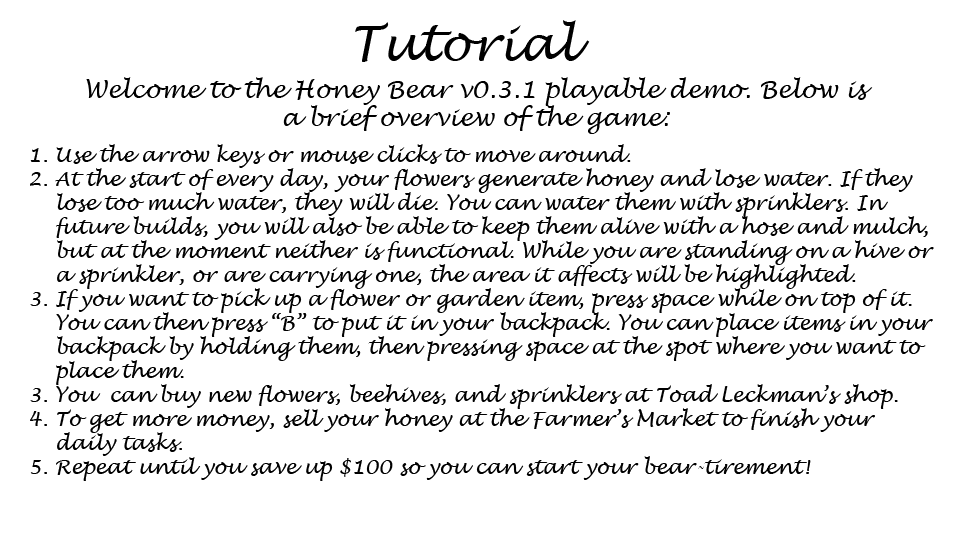 Tutorial
Welcome to the Honey Bear v0.3.1 playable demo. Below is
a brief overview of the game:
1. Use the arrow keys or mouse clicks to move around.
2. At the start of every day, your flowers generate honey and lose water. If they
lose too much water, they will die. You can water them with sprinklers. In
future builds, you will also be able to keep them alive with a hose and mulch,
but at the moment neither is functional. While you are standing on a hive or
a sprinkler, or are carrying one, the area it affects will be highlighted.
3. If you want to pick up a flower or garden item, press space while on top of it.
You can then press “B” to put it in your backpack. You can place items in your
backpack by holding them, then pressing space at the spot where you want to
place them.
3. You  can buy new flowers, beehives, and sprinklers at Toad Leckman’s shop.
4. To get more money, sell your honey at the Farmer’s Market to finish your
daily tasks.
5. Repeat until you save up $100 so you can start your bear-tirement!